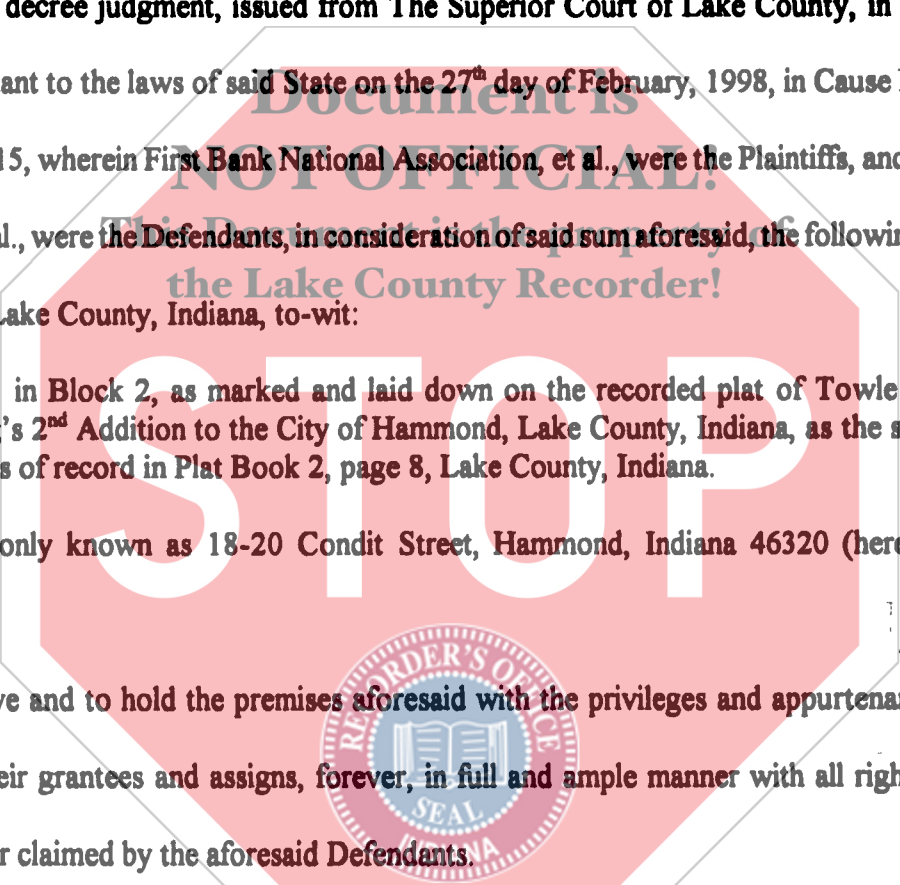 decree judgment, issued from The Superior Court of Lake County, in
ant to the laws of said State on the 27th day of February, 1998, in Cause
Document is
15, wherein First Bank National Association, et al., were the Plaintiffs, and
NOT OFFICIAL!
l., were the Defendants, in consideration of said sum aforesaid, the followin
This Document is the property of
the Lake County Recorder!
Lake County, Indiana, to-wit:
in Block 2, as marked and laid down on the recorded plat of Towle
's 2nd Addition to the City of Hammond, Lake County, Indiana, as the s
s of record in Plat Book 2, page 8, Lake County, Indiana.
STOP
only known as 18-20 Condit Street, Hammond, Indiana 46320 (here
ve and to hold the premises aforesaid with the privileges and appurtenan
eir grantees and assigns, forever, in full and ample manner with all righ
r claimed by the aforesaid Defendants.
RECORDER'S OFFICE
SEAL
INDIANA